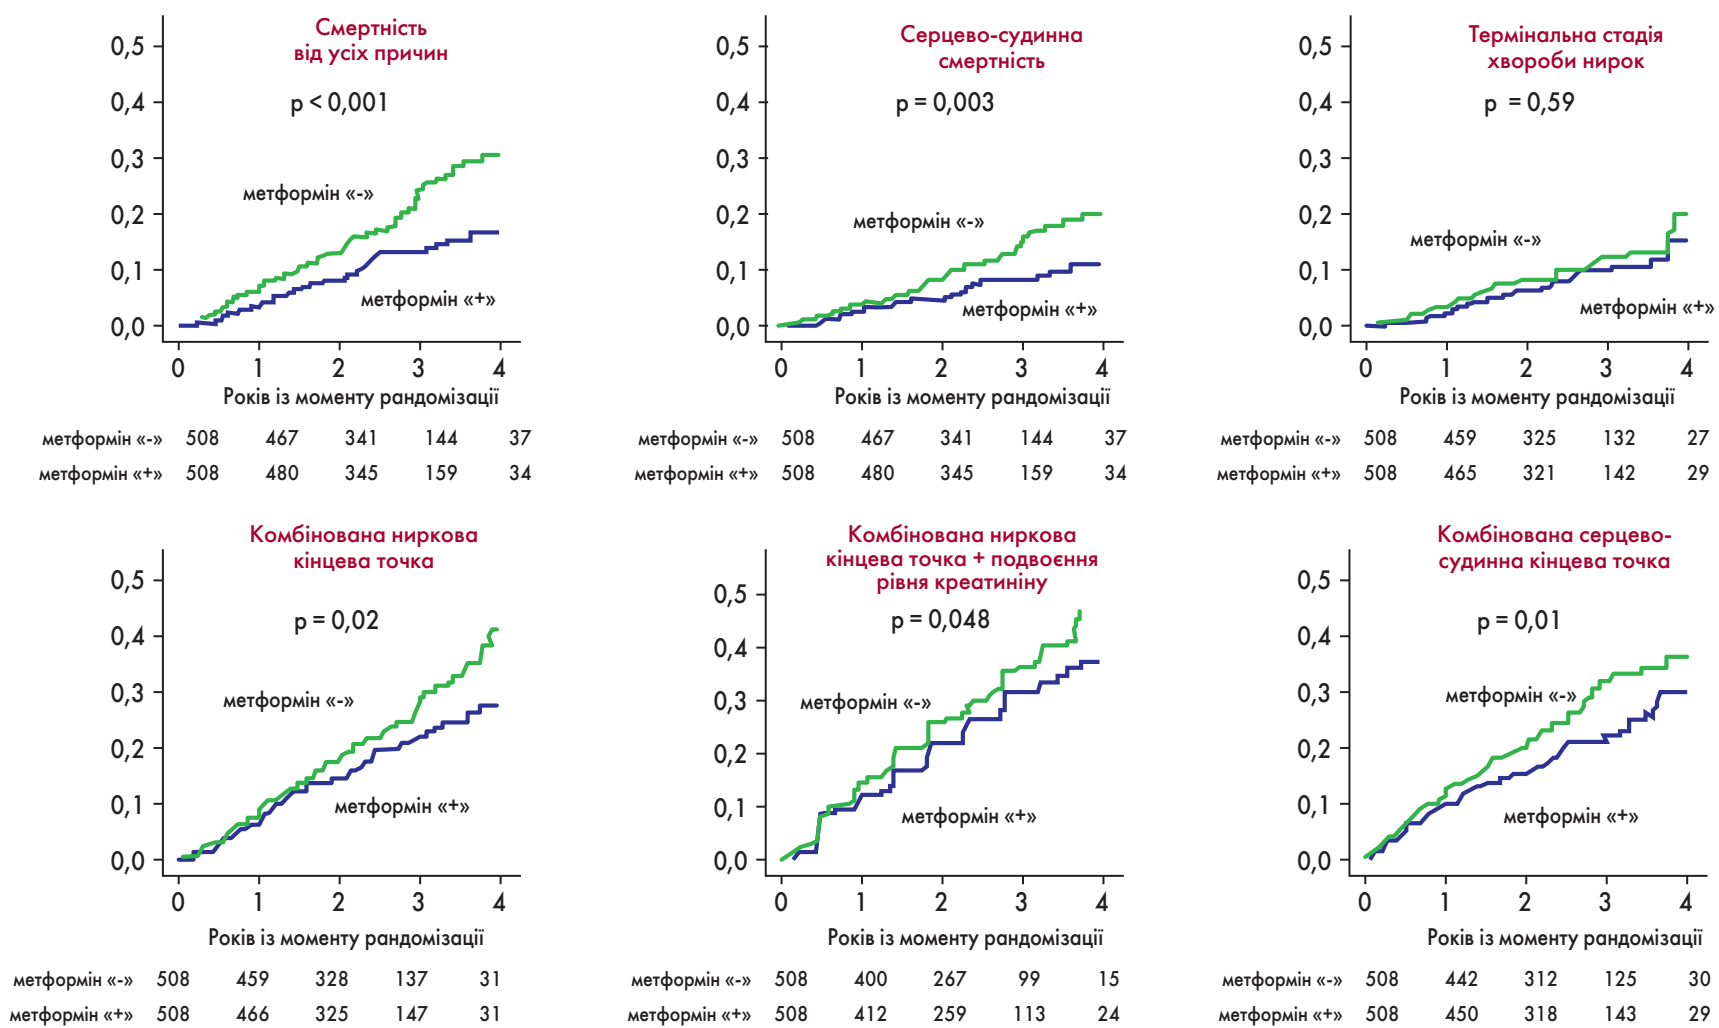 Смертність
від усіх причин
p < 0,001
0,5
0,4
0,3
0,2
0,1
0,0
метформін «-»
метформін «+»
0 1 2 3 4
Років із моменту рандомізації
метформін «-» 508 467 341 144 37
метформін «+» 508 480 345 159 34
Серцево-судинна
смертність
p = 0,003
0,5
0,4
0,3
0,2
0,1
0,0
метформін «-»
метформін «+»
0 1 2 3 4
Років із моменту рандомізації
метформін «-» 508 467 341 144 37
метформін «+» 508 480 345 159 34
Термінальна стадія
хвороби нирок
p = 0,59
0,5
0,4
0,3
0,2
0,1
0,0
метформін «-»
метформін «+»
0 1 2 3 4
Років із моменту рандомізації
метформін «-» 508 459 325 132 27
метформін «+» 508 465 321 142 29
Комбінована ниркова
кінцева точка
p = 0,02
0,5
0,4
0,3
0,2
0,1
0,0
метформін «-»
метформін «+»
0 1 2 3 4
Років із моменту рандомізації
метформін «-» 508 459 328 137 31
метформін «+» 508 466 325 147 31
Комбінована ниркова
кінцева точка + подвоєння
рівня креатиніну
p = 0,048
0,5
0,4
0,3
0,2
0,1
0,0
метформін «-»
метформін «+»
0 1 2 3 4
Років із моменту рандомізації
метформін «-» 508 400 267 99 15
метформін «+» 508 412 259 113 24
Комбінована серцево-
судинна кінцева точка
p = 0,01
0,5
0,4
0,3
0,2
0,1
0,0
метформін «-»
метформін «+»
0 1 2 3 4
Років із моменту рандомізації
метформін «-» 508 442 312 125 30
метформін «+» 508 450 318 143 29